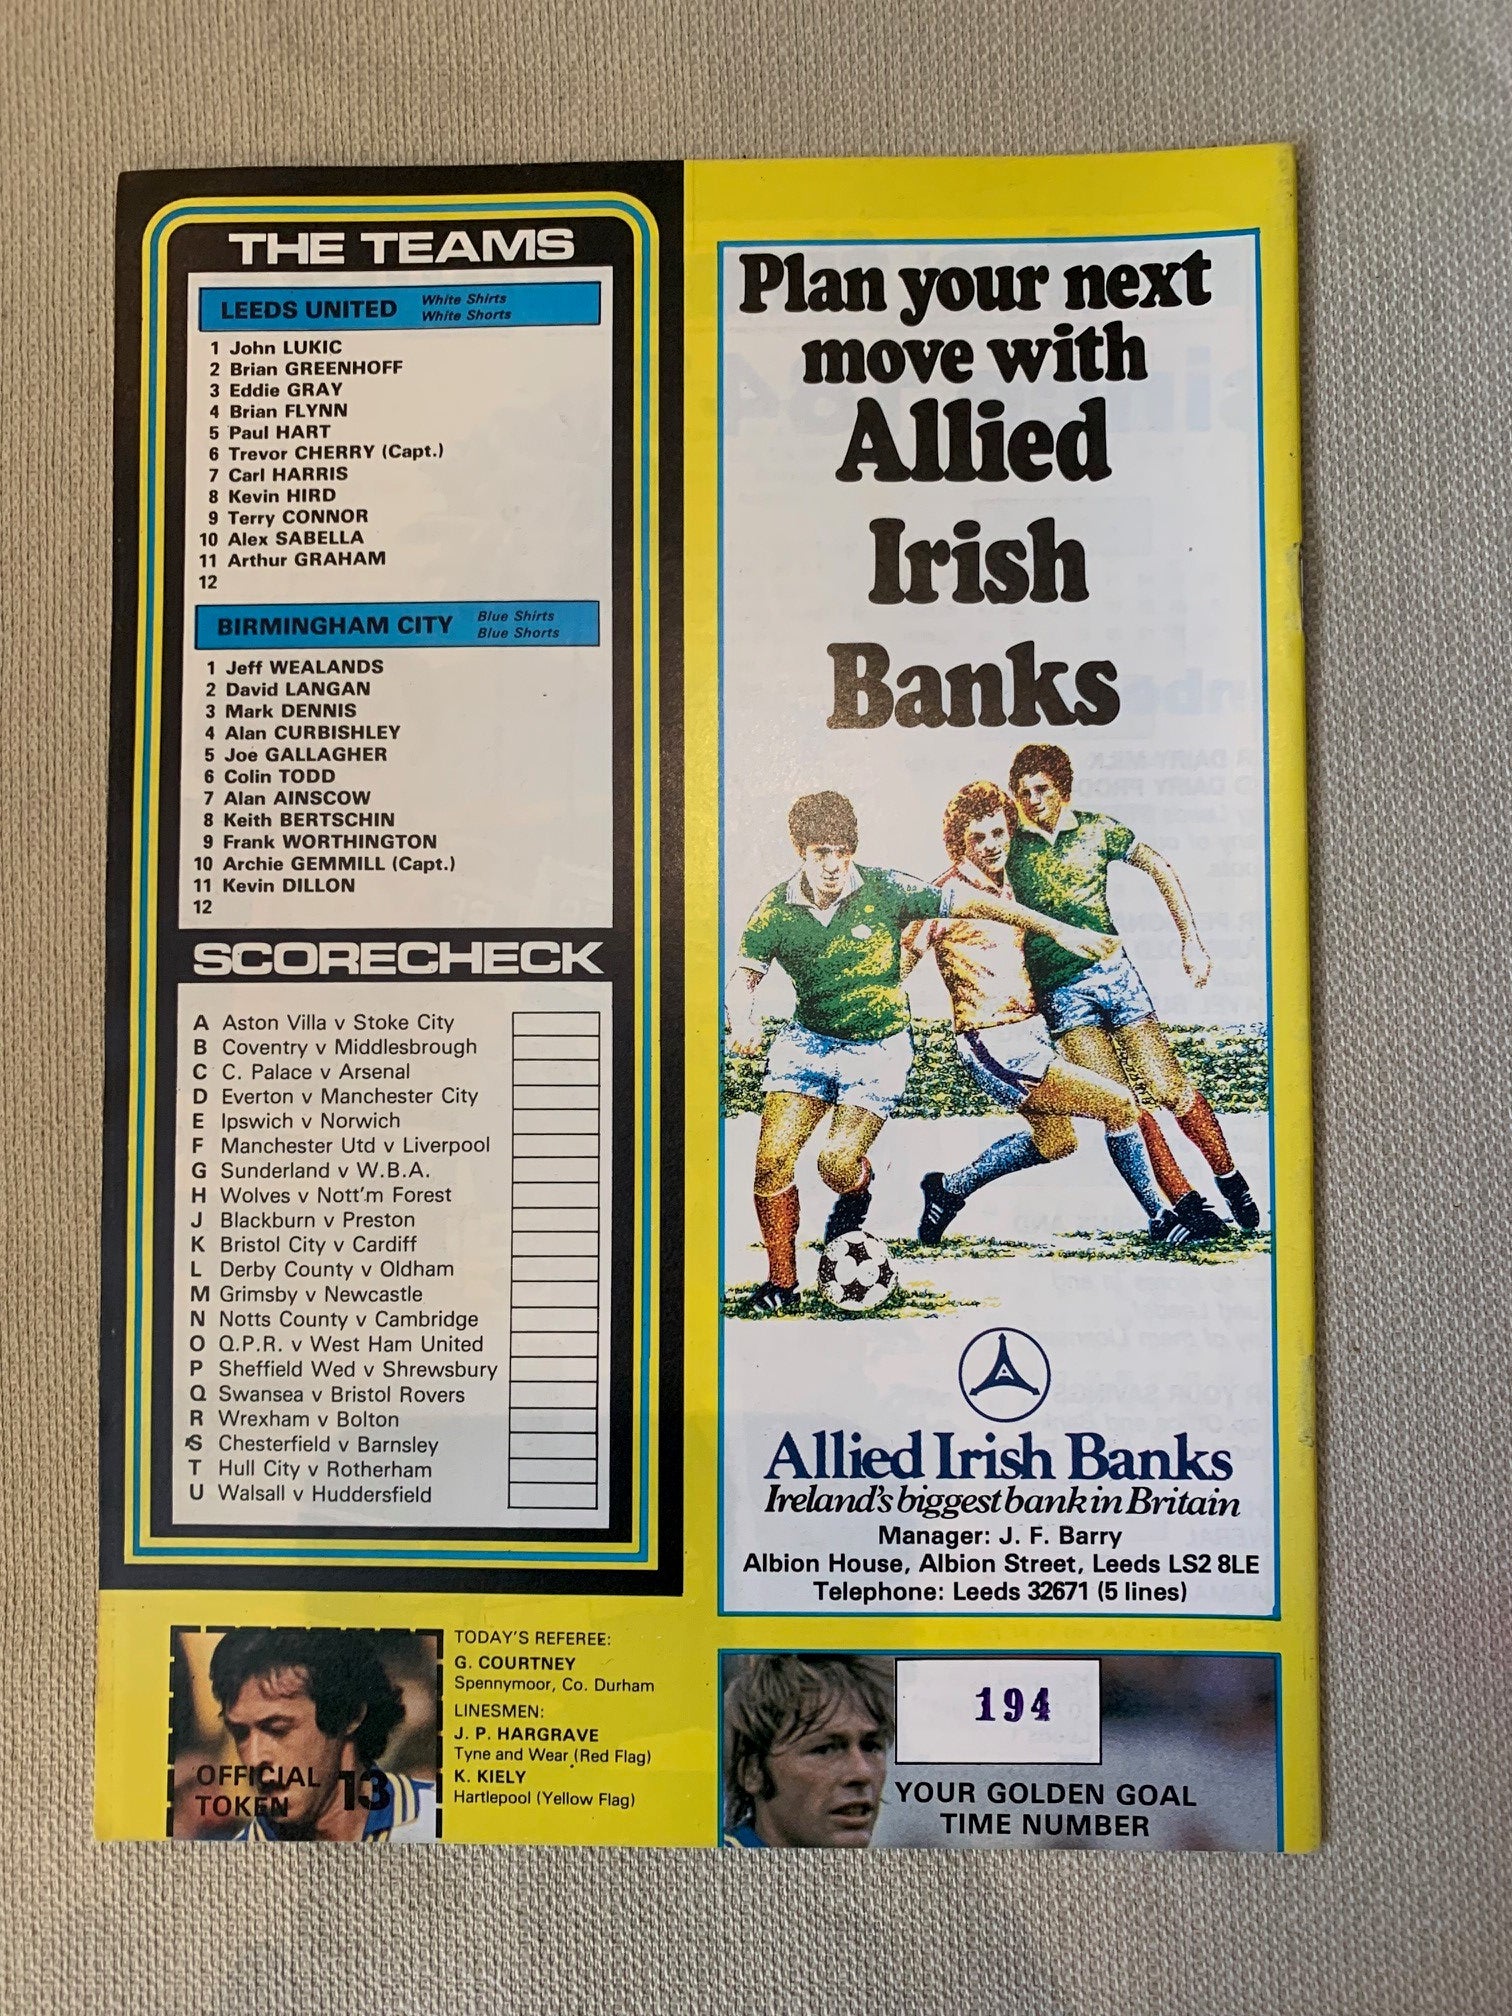 THE TEAMS
LEEDS UNITED White Shirts
White Shorts
1 John LUKIC
2 Brian GREENHOFF
3 Eddie GRAY
4 Brian FLYNN
5 Paul HART
6 Trevor CHERRY (Capt.)
7 Carl HARRIS
8 Kevin HIRD
9 Terry CONNOR
10 Alex SABELLA
11 Arthur GRAHAM
12
BIRMINGHAM CITY Blue Shirts
Blue Shorts
1 Jeff WEALANDS
2 David LANGAN
3 Mark DENNIS
4 Alan CURBISHLEY
5 Joe GALLAGHER
6 Colin TODD
7 Alan AINSCOW
8 Keith BERTSCHIN
9 Frank WORTHINGTON
10 Archie GEMMILL (Capt.)
11 Kevin DILLON
12
SCORECHECK
A Aston Villa v Stoke City
B Coventry v Middlesbrough
C C. Palace v Arsenal
D Everton v Manchester City
E Ipswich v Norwich
F Manchester Utd v Liverpool
G Sunderland v W.B.A.
H Wolves v Nott'm Forest
J Blackburn v Preston
K Bristol City v Cardiff
L Derby County v Oldham
M Grimsby v Newcastle
N Notts County v Cambridge
O Q.P.R. v West Ham United
P Sheffield Wed v Shrewsbury
Q Swansea v Bristol Rovers
R Wrexham v Bolton
S Chesterfield v Barnsley
T Hull City v Rotherham
U Walsall v Huddersfield
OFFICIAL
TOKEN 13
TODAY'S REFEREE:
G. COURTNEY
Spennymoor, Co. Durham
LINESMEN:
J. P. HARGRAVE
Tyne and Wear (Red Flag)
K. KIELY
Hartlepool (Yellow Flag)
Plan your next
move with
Allied
Irish
Banks
A
Allied Irish Banks
Ireland's biggest bank in Britain
Manager: J. F. Barry
Albion House, Albion Street, Leeds LS2 8LE
Telephone: Leeds 32671 (5 lines)
194
YOUR GOLDEN GOAL
TIME NUMBER